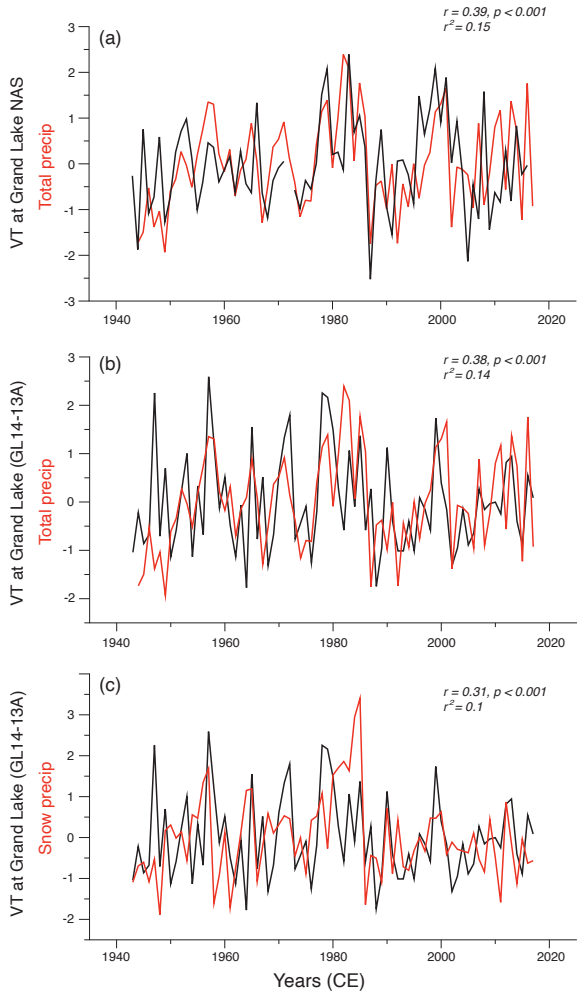 (a)
r = 0.39, p < 0.001
r² = 0.15
VT at Grand Lake NAS
Total precip
3
2
1
0
-1
-2
-3
1940
1960
1980
2000
2020
(b)
r = 0.38, p < 0.001
r² = 0.14
VT at Grand Lake (GL14-13A)
Total precip
3
2
1
0
-1
-2
1940
1960
1980
2000
2020
(c)
r = 0.31, p < 0.001
r² = 0.1
VT at Grand Lake (GL14-13A)
Snow precip
3
2
1
0
-1
-2
1940
1960
1980
2000
2020
Years (CE)